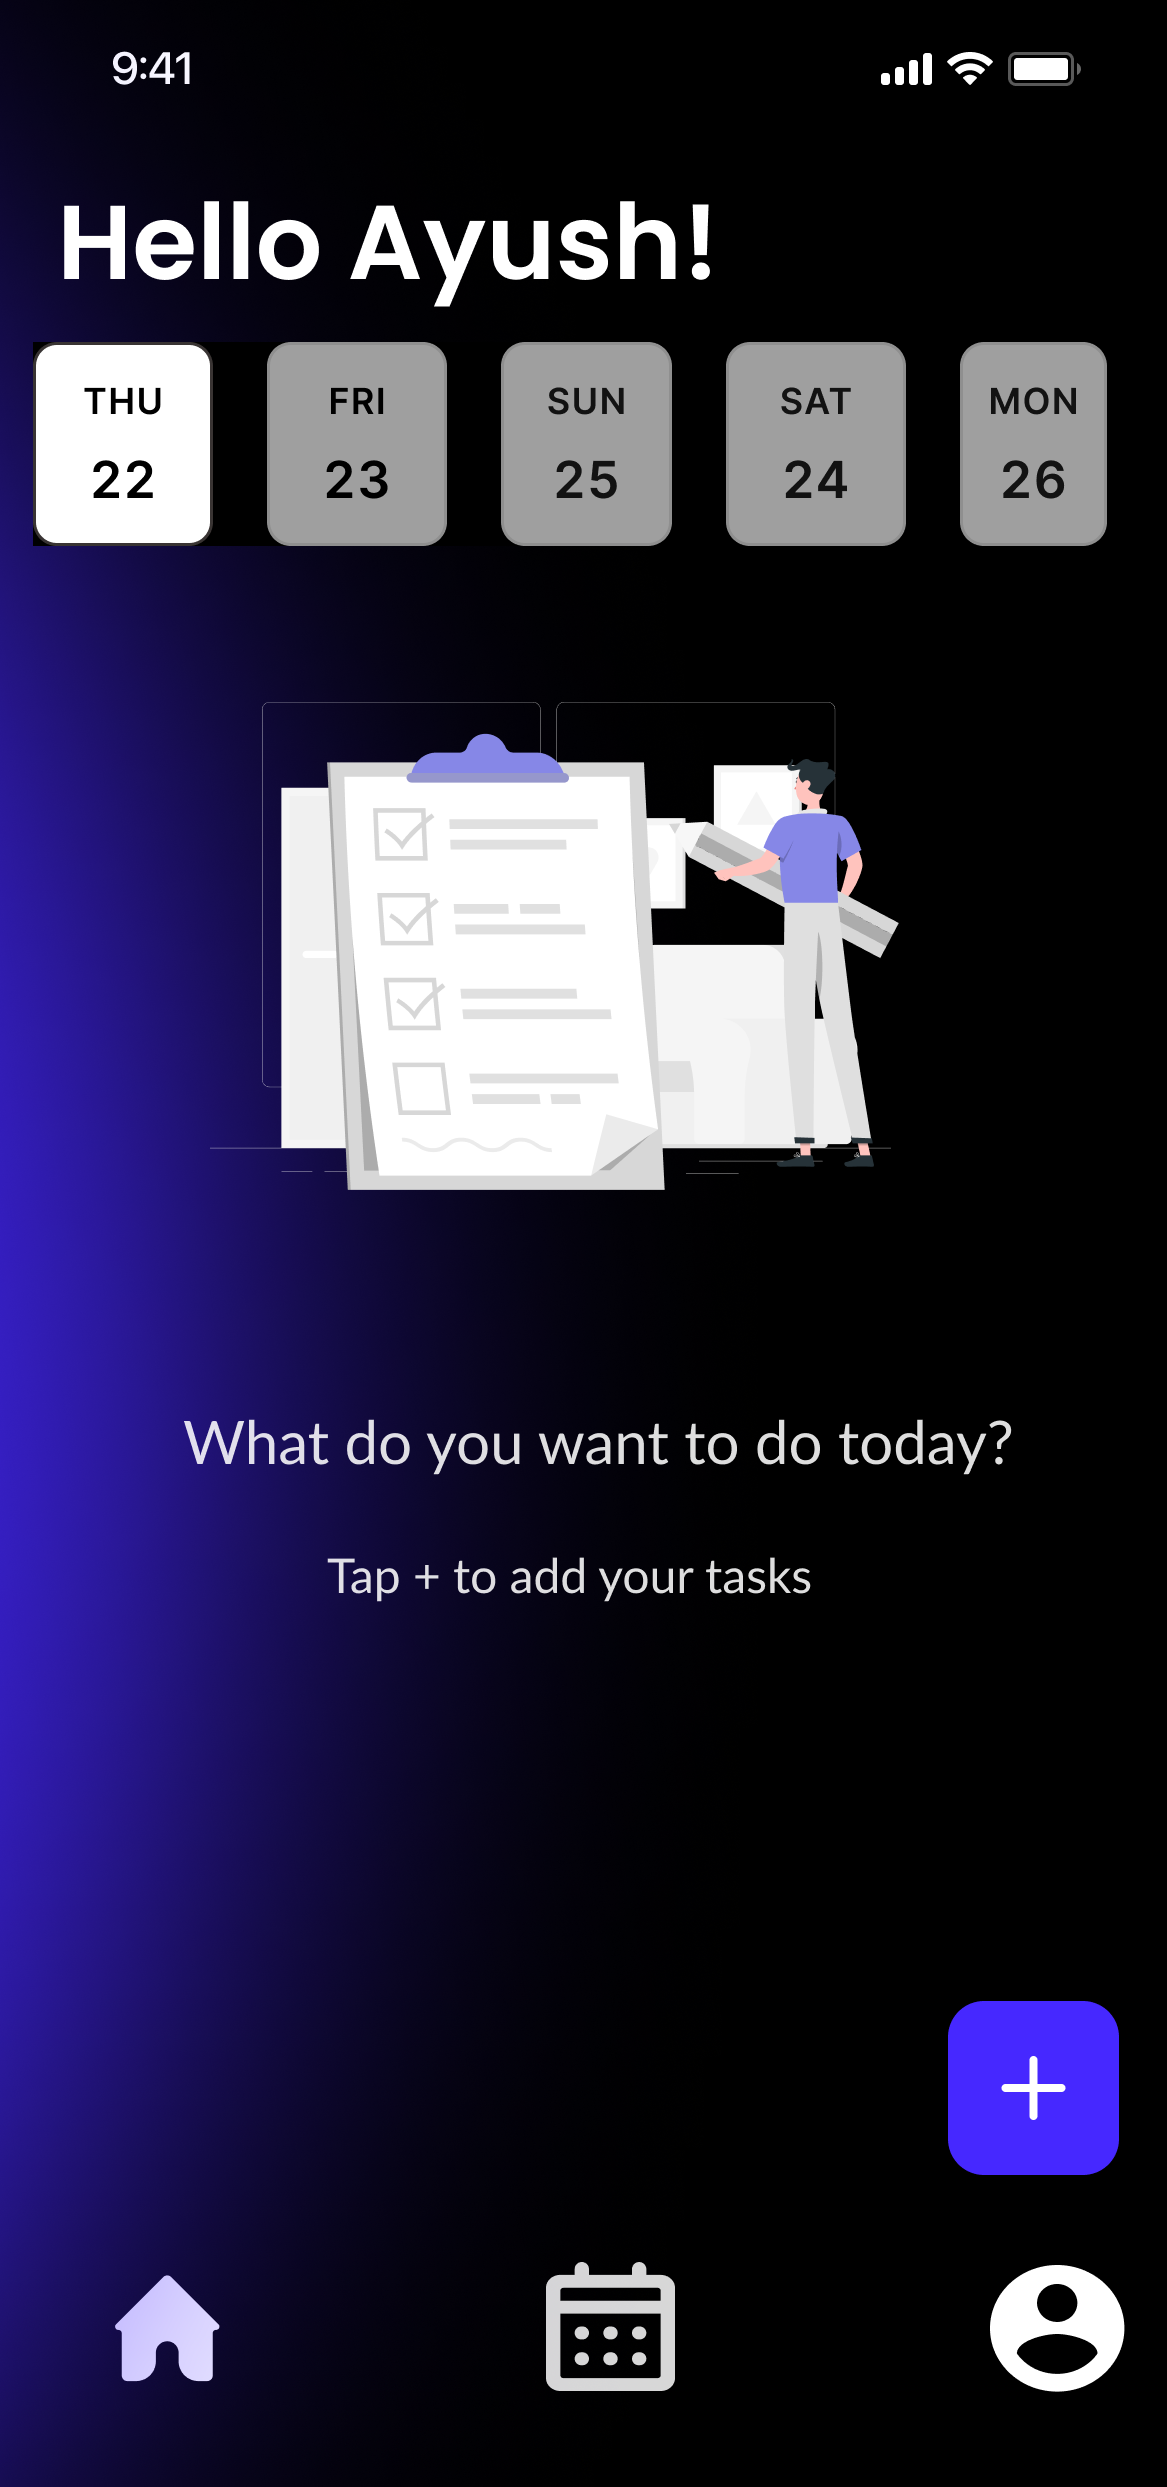 9:41
Hello Ayush!
THU FRI SUN SAT MON
22 23 25 24 26
What do you want to do today?
Tap + to add your tasks